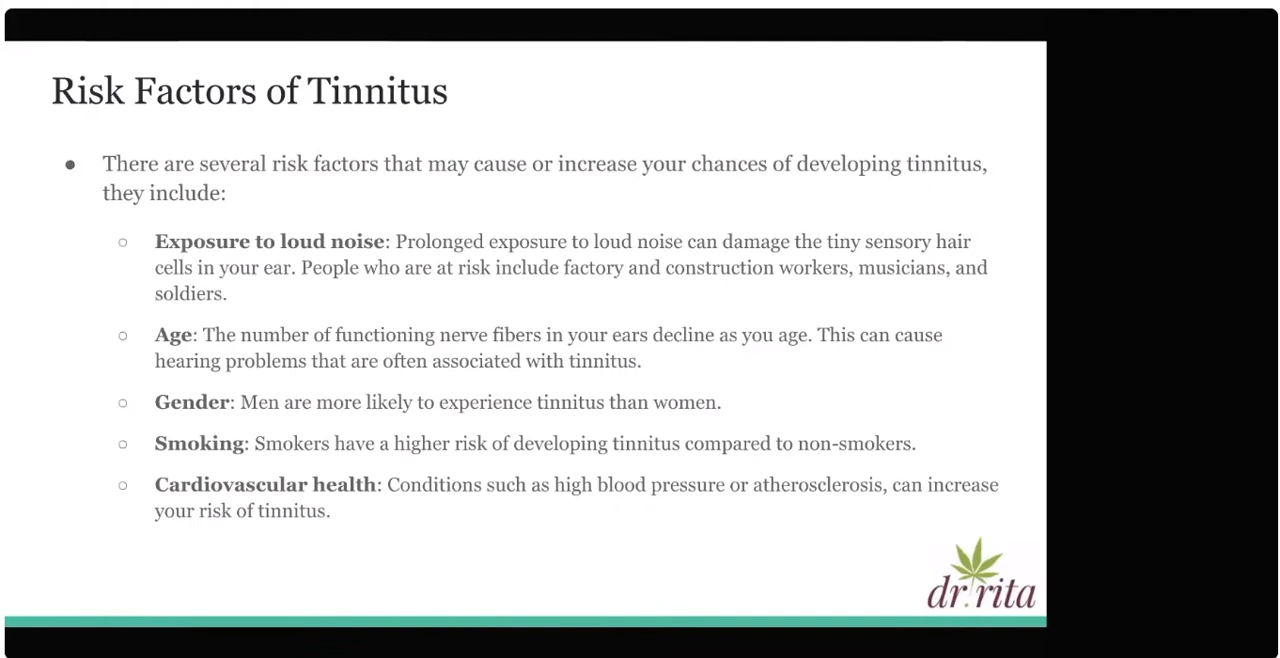 Risk Factors of Tinnitus
● There are several risk factors that may cause or increase your chances of developing tinnitus,
they include:
○ Exposure to loud noise: Prolonged exposure to loud noise can damage the tiny sensory hair
cells in your ear. People who are at risk include factory and construction workers, musicians, and
soldiers.
○ Age: The number of functioning nerve fibers in your ears decline as you age. This can cause
hearing problems that are often associated with tinnitus.
○ Gender: Men are more likely to experience tinnitus than women.
○ Smoking: Smokers have a higher risk of developing tinnitus compared to non-smokers.
○ Cardiovascular health: Conditions such as high blood pressure or atherosclerosis, can increase
your risk of tinnitus.
dr.rita